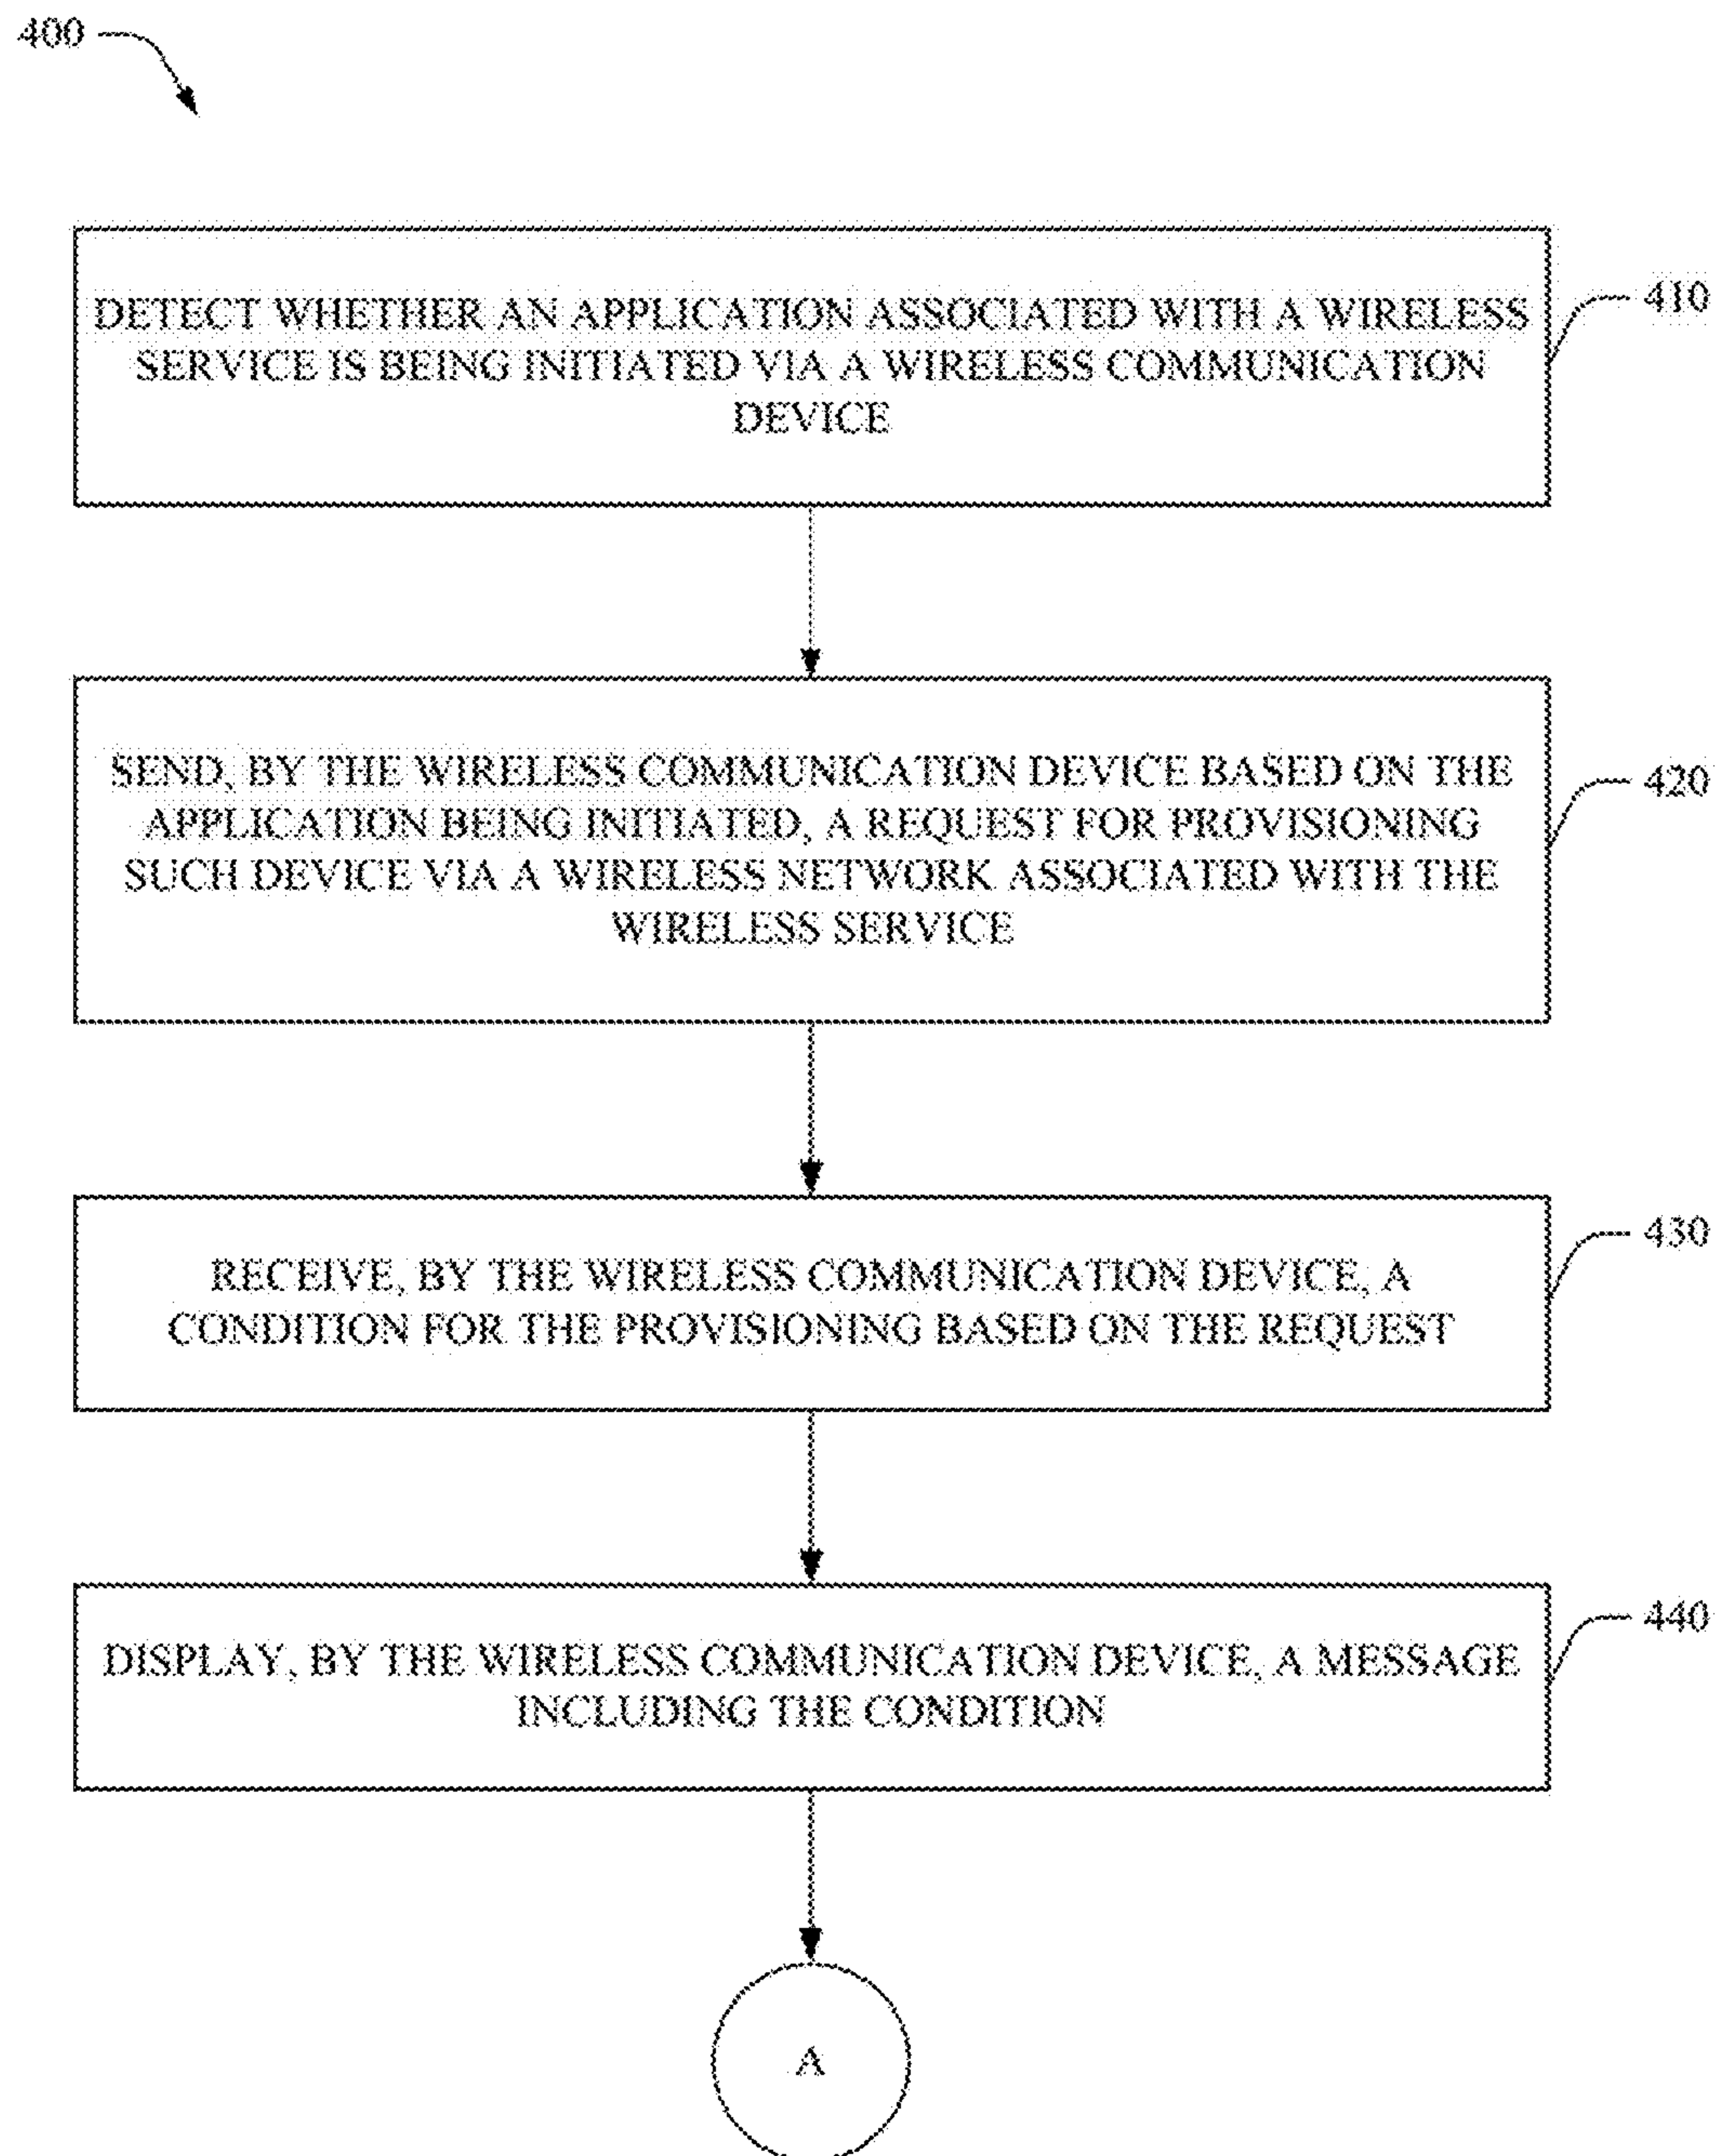 400
DETECT WHETHER AN APPLICATION ASSOCIATED WITH A WIRELESS
SERVICE IS BEING INITIATED VIA A WIRELESS COMMUNICATION
DEVICE
410
SEND, BY THE WIRELESS COMMUNICATION DEVICE BASED ON THE
APPLICATION BEING INITIATED, A REQUEST FOR PROVISIONING
SUCH DEVICE VIA A WIRELESS NETWORK ASSOCIATED WITH THE
WIRELESS SERVICE
420
RECEIVE, BY THE WIRELESS COMMUNICATION DEVICE, A
CONDITION FOR THE PROVISIONING BASED ON THE REQUEST
430
DISPLAY, BY THE WIRELESS COMMUNICATION DEVICE, A MESSAGE
INCLUDING THE CONDITION
440
A